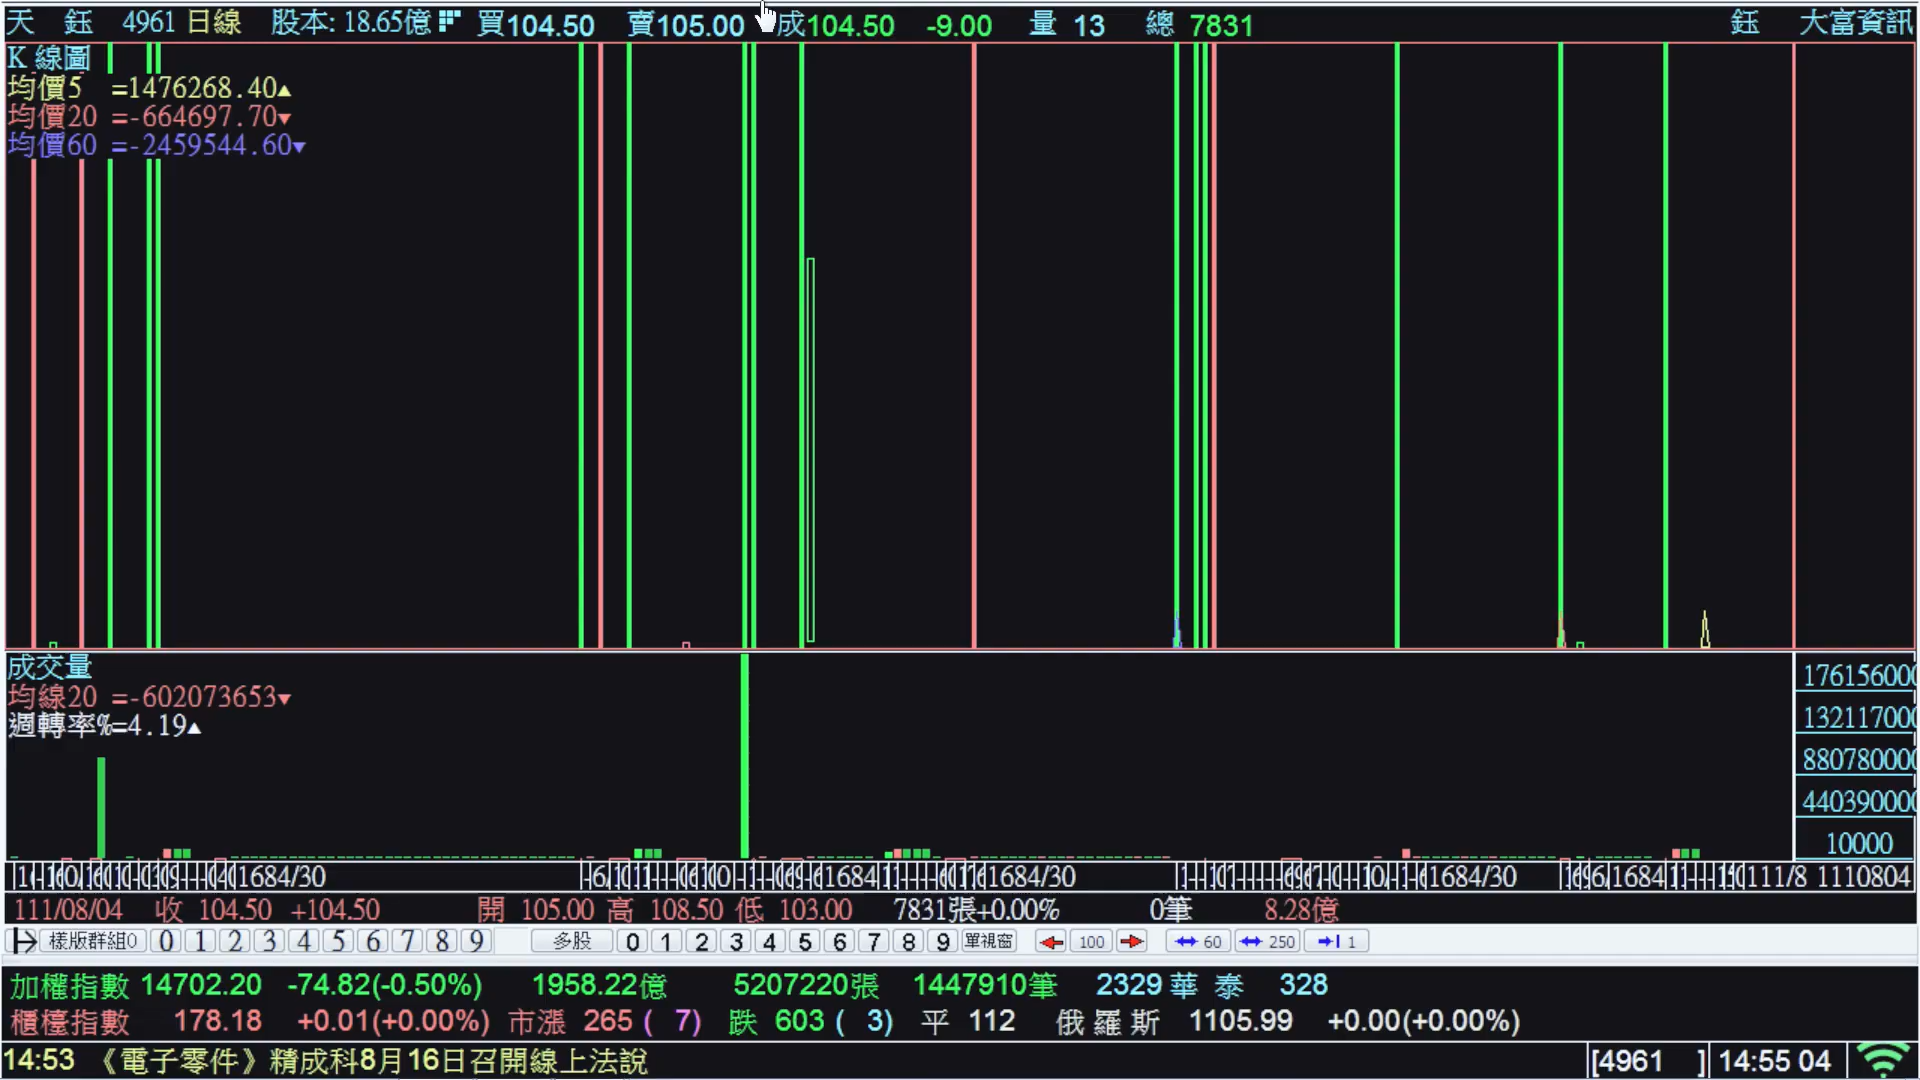 天 鈺 4961 日線 股本: 18.65億 買104.50 賣105.00 成104.50 -9.00 量 13 總 7831 鈺 大富資訊
K 線圖
均價5 =1476268.40▲
均價20 =-664697.70▼
均價60 =-2459544.60▼
成交量
均線20 =-602073653▼
週轉率%=4.19▲
176156000
132117000
880780000
440390000
10000
1684/30 1684 1684/30 1684/30 1684 111/8 1110804
111/08/04 收 104.50 +104.50 開 105.00 高 108.50 低 103.00 7831張+0.00% 0筆 8.28億
樣版群組0 0 1 2 3 4 5 6 7 8 9 多股 0 1 2 3 4 5 6 7 8 9 單視窗 100 60 250 1
加權指數 14702.20 -74.82(-0.50%) 1958.22億 5207220張 1447910筆 2329 華 泰 328
櫃檯指數 178.18 +0.01(+0.00%) 市漲 265 ( 7) 跌 603 ( 3) 平 112 俄羅斯 1105.99 +0.00(+0.00%)
14:53 《電子零件》精成科8月16日召開線上法說 [4961 ] 14:55 04